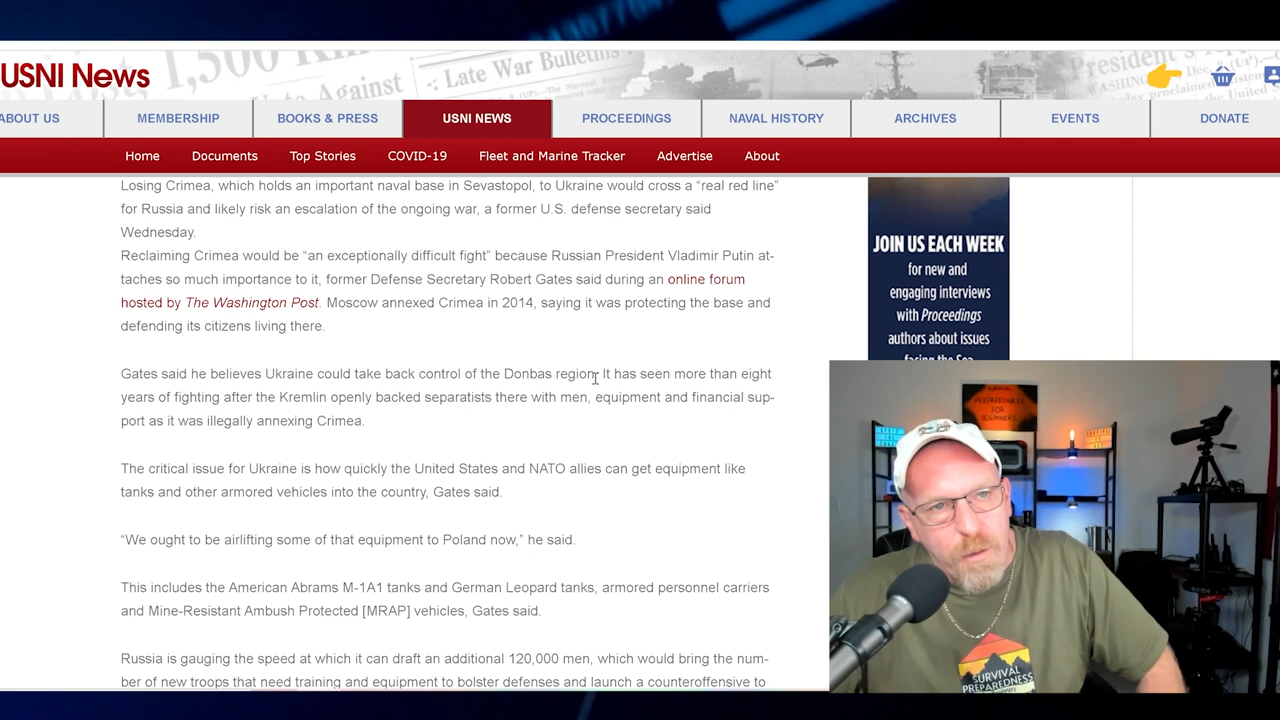 1,500
Against
Late War Bulletins
President's
USNI News
ABOUT US
MEMBERSHIP
BOOKS & PRESS
USNI NEWS
PROCEEDINGS
NAVAL HISTORY
ARCHIVES
EVENTS
DONATE
Home
Documents
Top Stories
COVID-19
Fleet and Marine Tracker
Advertise
About
Losing Crimea, which holds an important naval base in Sevastopol, to Ukraine would cross a “real red line”
for Russia and likely risk an escalation of the ongoing war, a former U.S. defense secretary said
Wednesday.
Reclaiming Crimea would be “an exceptionally difficult fight” because Russian President Vladimir Putin at-
taches so much importance to it, former Defense Secretary Robert Gates said during an online forum
hosted by The Washington Post. Moscow annexed Crimea in 2014, saying it was protecting the base and
defending its citizens living there.
Gates said he believes Ukraine could take back control of the Donbas region. It has seen more than eight
years of fighting after the Kremlin openly backed separatists there with men, equipment and financial sup-
port as it was illegally annexing Crimea.
The critical issue for Ukraine is how quickly the United States and NATO allies can get equipment like
tanks and other armored vehicles into the country, Gates said.
“We ought to be airlifting some of that equipment to Poland now,” he said.
This includes the American Abrams M-1A1 tanks and German Leopard tanks, armored personnel carriers
and Mine-Resistant Ambush Protected [MRAP] vehicles, Gates said.
Russia is gauging the speed at which it can draft an additional 120,000 men, which would bring the num-
ber of new troops that need training and equipment to bolster defenses and launch a counteroffensive to
JOIN US EACH WEEK
for new and
engaging interviews
with Proceedings
authors about issues
facing the Sea
PREPAREDNESS
FOR
BEGINNERS
SURVIVAL
PREPAREDNESS